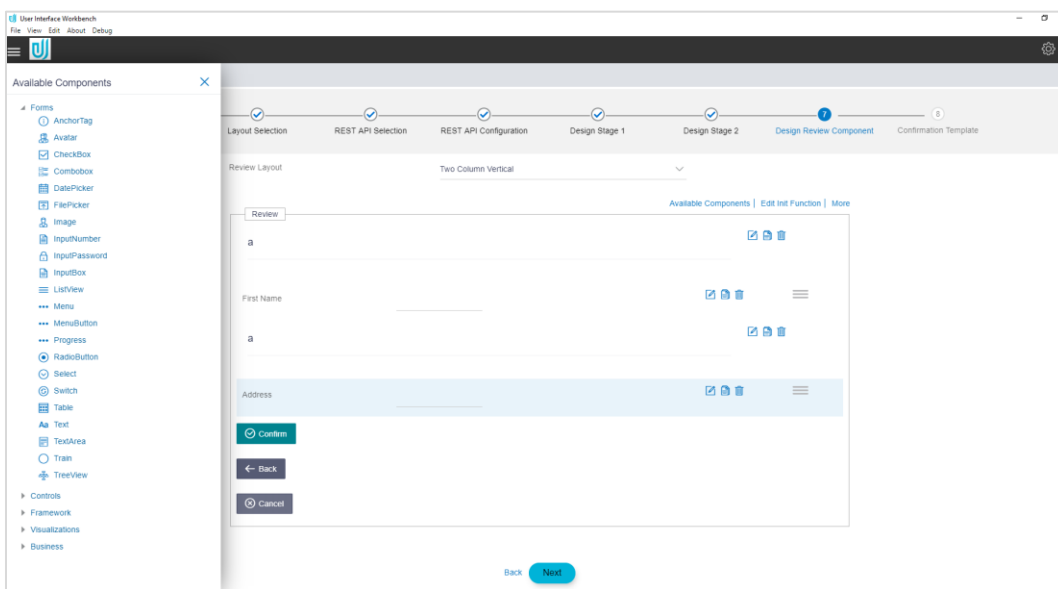 User Interface Workbench
File View Edit About Debug
Available Components
Forms
AnchorTag
Avatar
CheckBox
Combobox
DatePicker
FilePicker
Image
InputNumber
InputPassword
InputBox
ListView
Menu
MenuButton
Progress
RadioButton
Select
Switch
Table
Aa Text
TextArea
Train
TreeView
Controls
Framework
Visualizations
Business
7 8
Layout Selection REST API Selection REST API Configuration Design Stage 1 Design Stage 2 Design Review Component Confirmation Template
Review Layout Two Column Vertical
Available Components | Edit Init Function | More
Review
a
First Name
a
Address
Confirm
Back
Cancel
Back Next